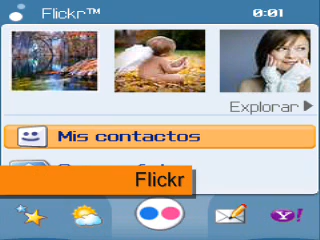 Flickr™ 0:01
Explorar
Mis contactos
Flickr
Y!